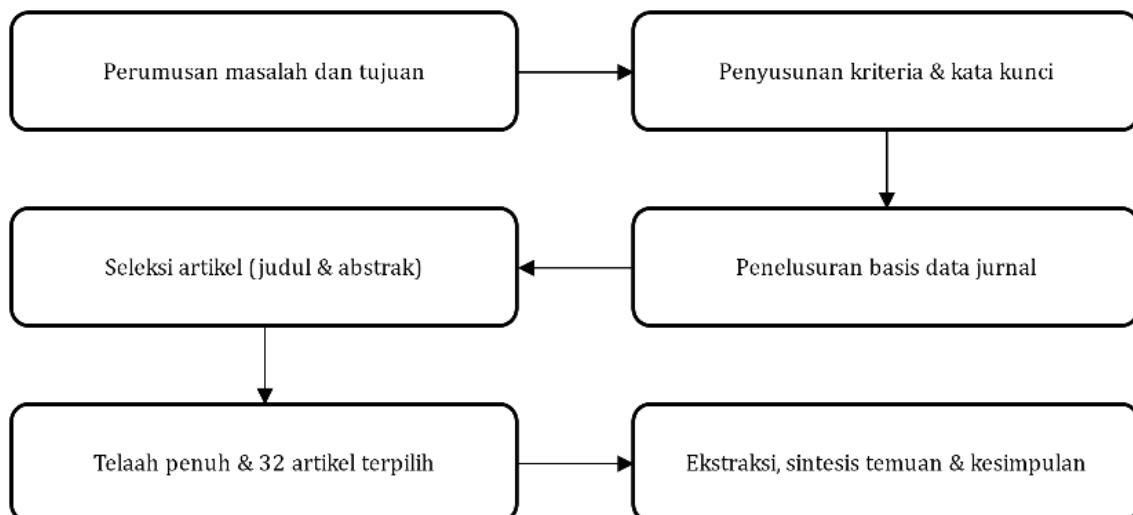 Perumusan masalah dan tujuan
Penyusunan kriteria & kata kunci
Penelusuran basis data jurnal
Seleksi artikel (judul & abstrak)
Telaah penuh & 32 artikel terpilih
Ekstraksi, sintesis temuan & kesimpulan